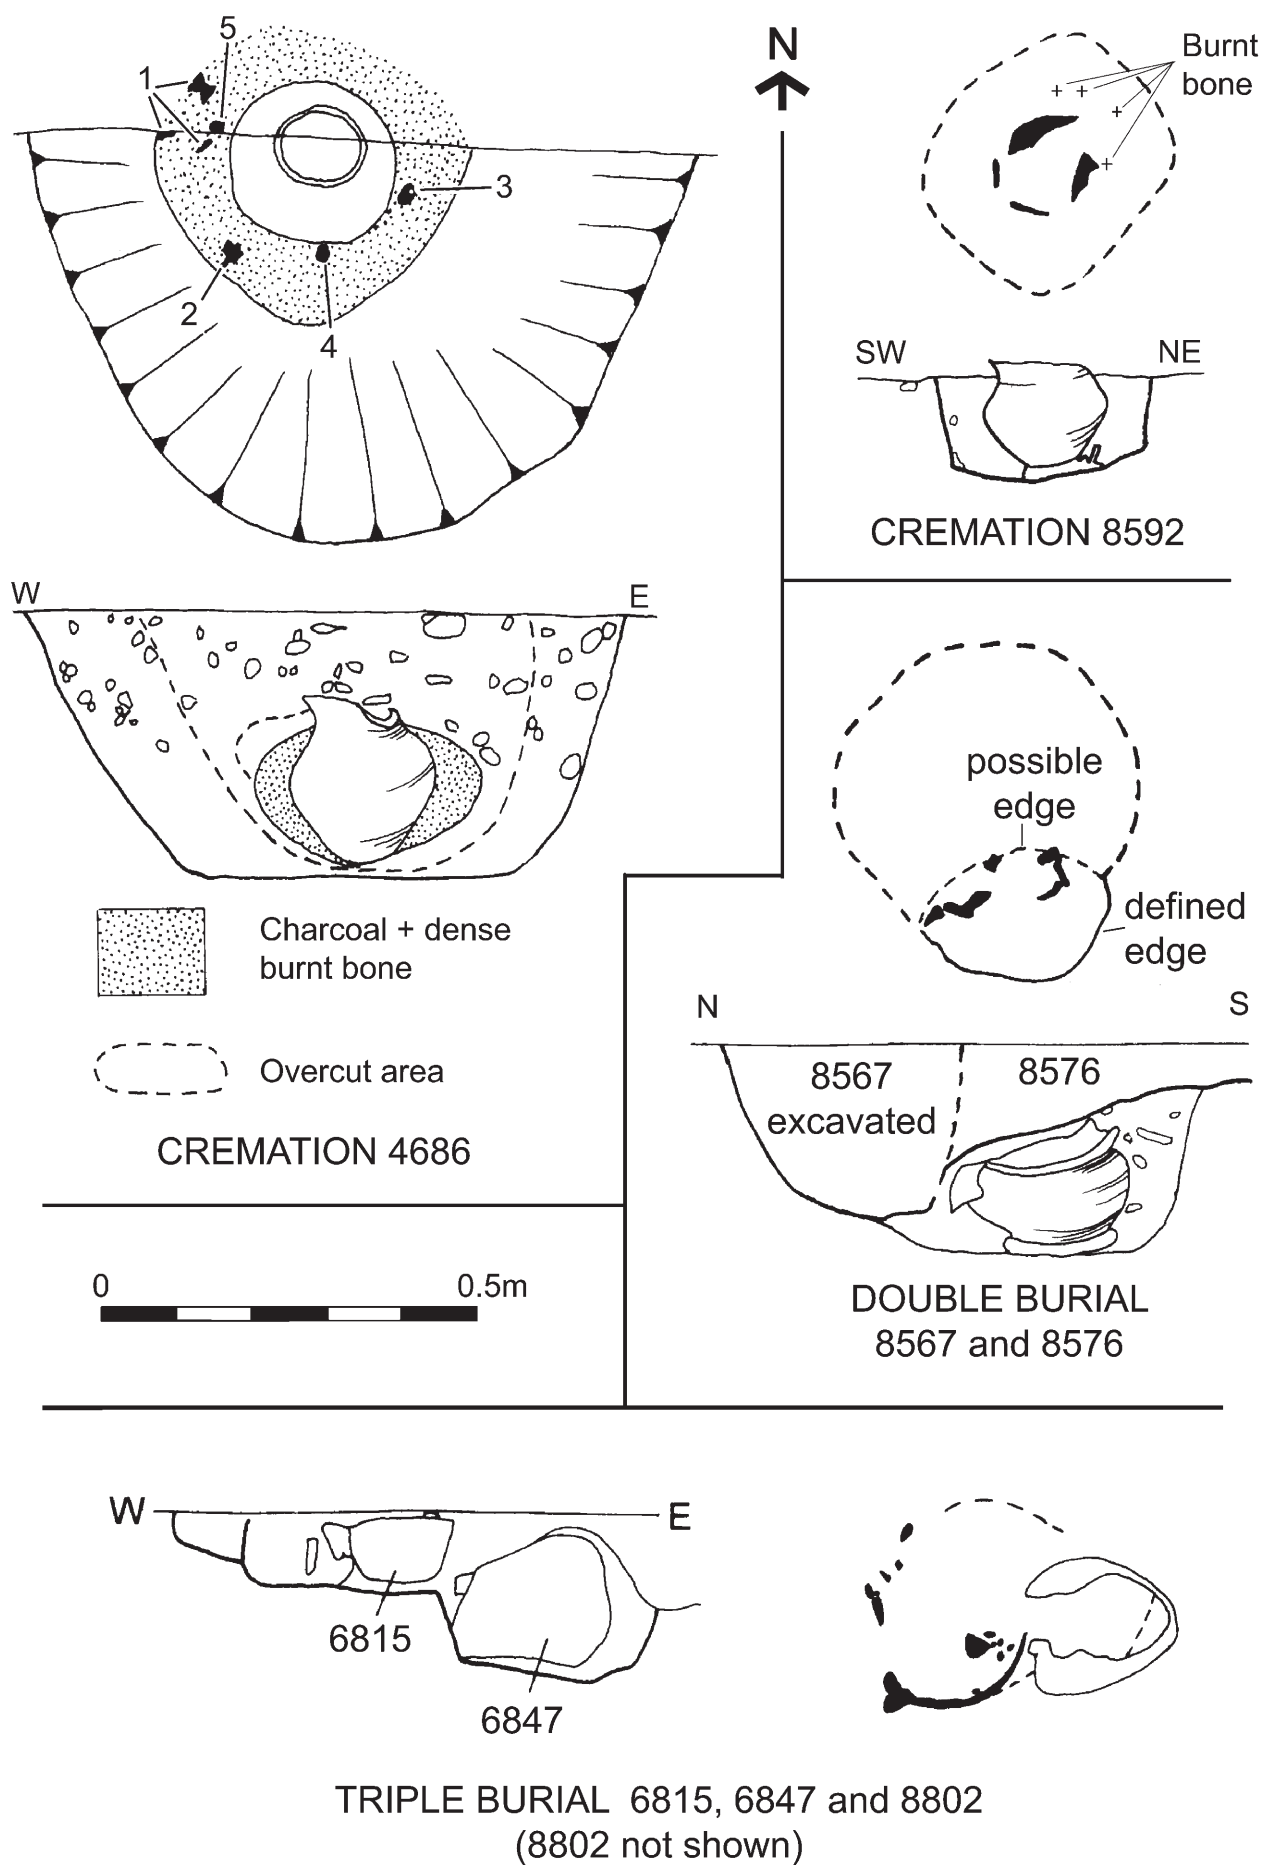 5
1
3
2
4
N
Burnt
bone
SW
NE
CREMATION 8592
W
E
Charcoal + dense
burnt bone
Overcut area
CREMATION 4686
0
0.5m
possible
edge
defined
edge
N
S
8567
excavated
8576
DOUBLE BURIAL
8567 and 8576
W
E
6815
6847
TRIPLE BURIAL 6815, 6847 and 8802
(8802 not shown)